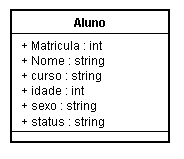 Aluno
+ Matricula : int
+ Nome : string
+ curso : string
+ idade : int
+ sexo : string
+ status : string